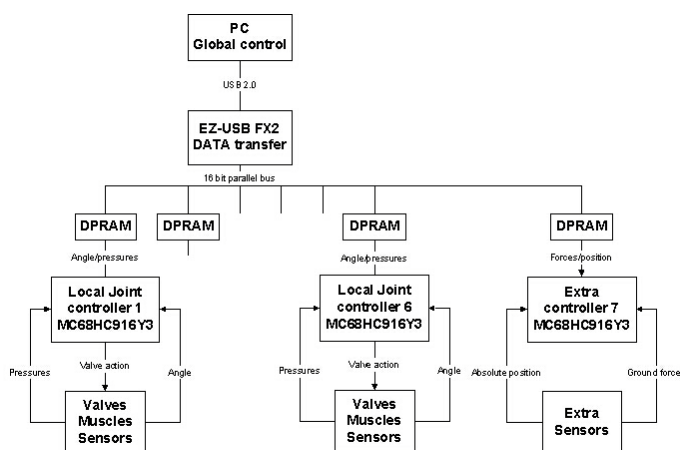 PC
Global control
USB 2.0
EZ-USB FX2
DATA transfer
16 bit parallel bus
DPRAM
DPRAM
DPRAM
DPRAM
Angle/pressures
Angle/pressures
Forces/position
Local Joint
controller 1
MC68HC916Y3
Local Joint
controller 6
MC68HC916Y3
Extra
controller 7
MC68HC916Y3
Pressures
Valve action
Angle
Pressures
Valve action
Angle
Absolute position
Ground force
Valves
Muscles
Sensors
Valves
Muscles
Sensors
Extra
Sensors